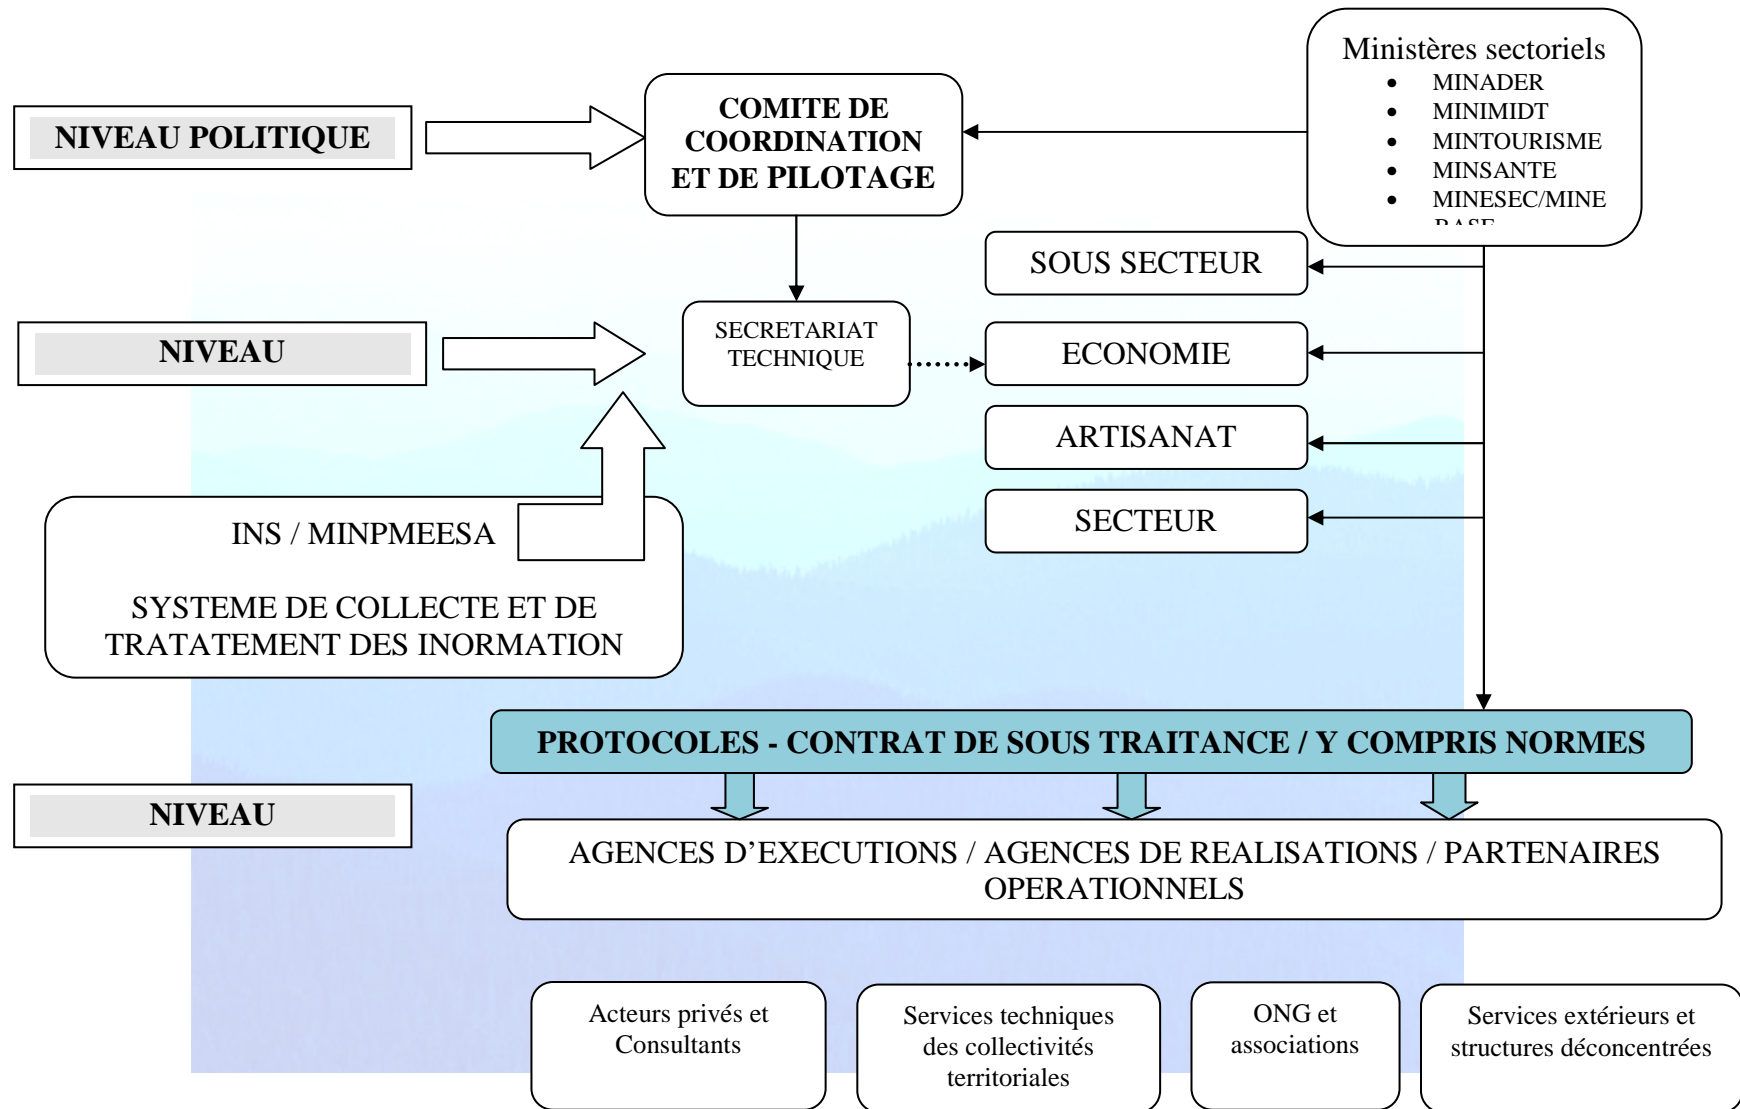 Ministères sectoriels
• MINADER
• MINIMIDT
• MINTOURISME
• MINSANTE
• MINESEC/MINE
BASE
NIVEAU POLITIQUE
COMITE DE
COORDINATION
ET DE PILOTAGE
SOUS SECTEUR
NIVEAU
SECRETARIAT
TECHNIQUE
ECONOMIE
ARTISANAT
SECTEUR
INS / MINPMEESA
SYSTEME DE COLLECTE ET DE
TRATATEMENT DES INORMATION
PROTOCOLES - CONTRAT DE SOUS TRAITANCE / Y COMPRIS NORMES
NIVEAU
AGENCES D’EXECUTIONS / AGENCES DE REALISATIONS / PARTENAIRES
OPERATIONNELS
Acteurs privés et
Consultants
Services techniques
des collectivités
territoriales
ONG et
associations
Services extérieurs et
structures déconcentrées